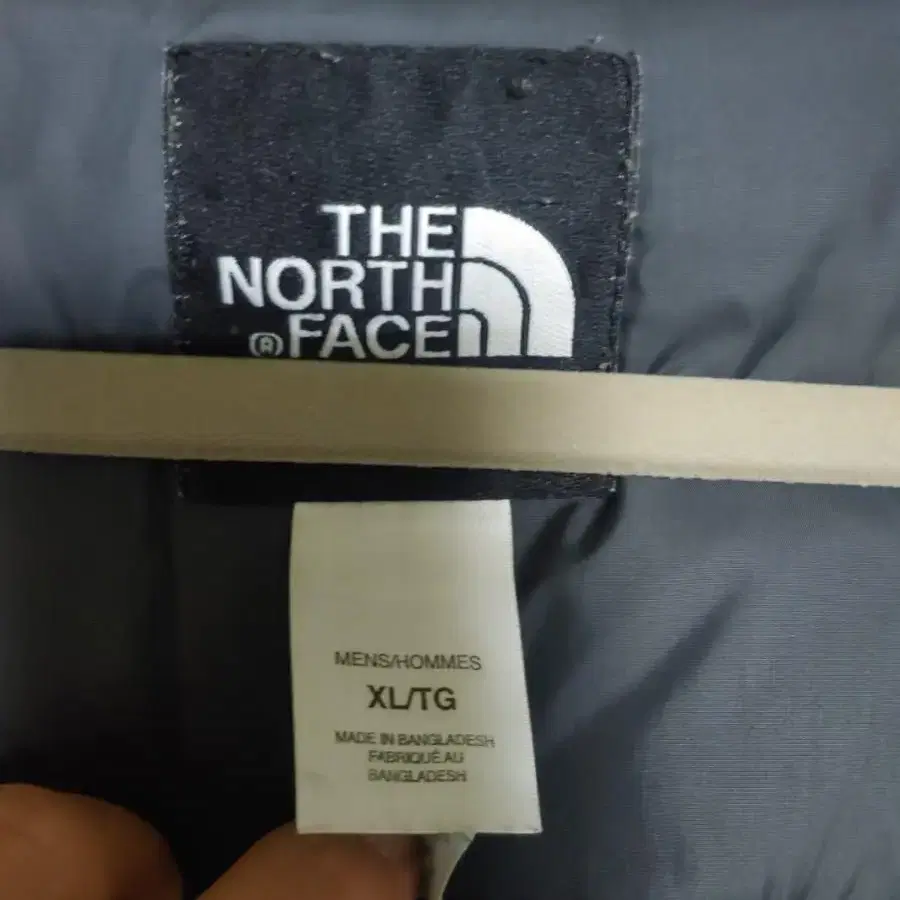 THE
NORTH
®FACE
MENS/HOMMES
XL/TG
MADE IN BANGLADESH
FABRIQUÉ AU
BANGLADESH